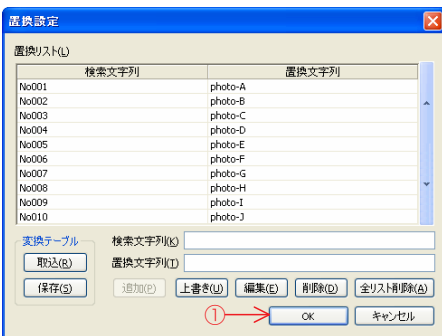 置換設定
置換リスト(L)
検索文字列 置換文字列
No001 photo-A
No002 photo-B
No003 photo-C
No004 photo-D
No005 photo-E
No006 photo-F
No007 photo-G
No008 photo-H
No009 photo-I
No010 photo-J
変換テーブル
取込(R)
保存(S)
検索文字列(K)
置換文字列(T)
追加(P) 上書き(U) 編集(E) 削除(D) 全リスト削除(A)
① OK キャンセル